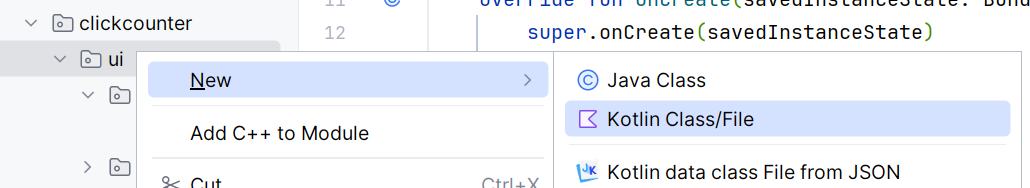 clickcounter
11 override fun onCreate(savedInstanceState: Bund
12 super.onCreate(savedInstanceState)
ui
New
Java Class
Kotlin Class/File
Add C++ to Module
Kotlin data class File from JSON
Cut Ctrl+X